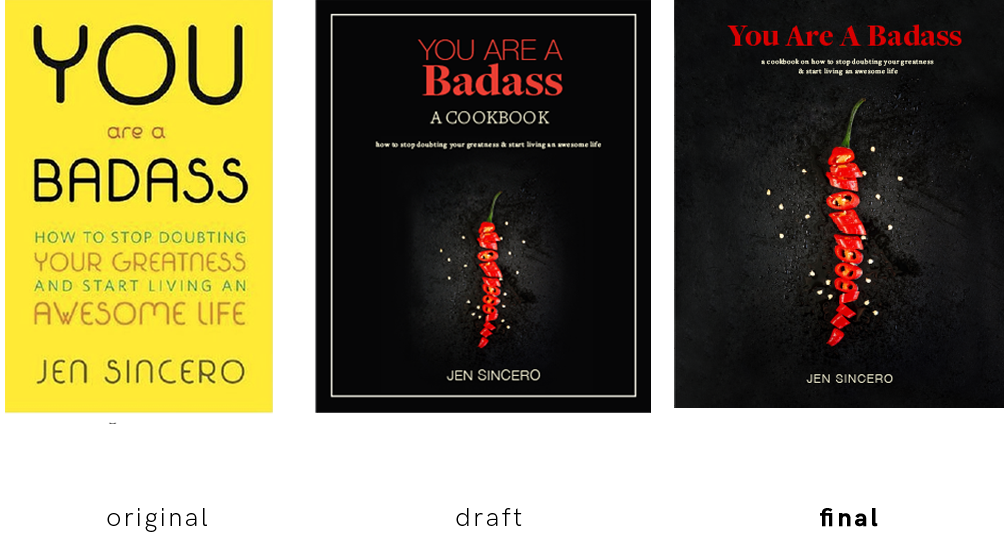 YOU
are a
BADASS
HOW TO STOP DOUBTING
YOUR GREATNESS
AND START LIVING AN
AWESOME LIFE
JEN SINCERO
YOU ARE A
Badass
A COOKBOOK
how to stop doubting your greatness & start living an awesome life
JEN SINCERO
You Are A Badass
a cookbook on how to stop doubting your greatness
& start living an awesome life
JEN SINCERO
original
draft
final